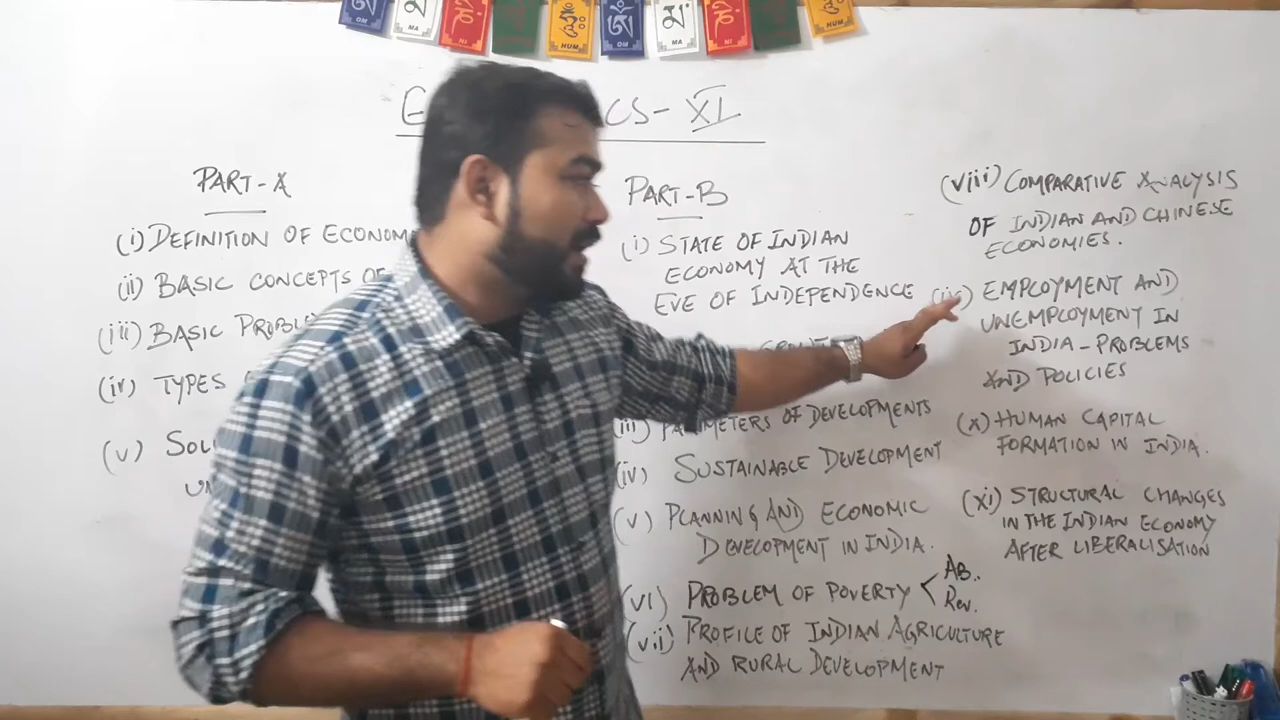 OM
MA
NI
HUM
OM
MA
NI
HUM
CS-XI
PART-A
(i) DEFINITION OF ECONOM
(ii) BASIC CONCEPTS OF
(iii) BASIC PROBL
(iv) TYPES
(v) SOL
UN
PART-B
(i) STATE OF INDIAN
ECONOMY AT THE
EVE OF INDEPENDENCE
(iii) PARAMETERS OF DEVELOPMENTS
(iv) SUSTAINABLE DEVELOPMENT
(v) PLANNING AND ECONOMIC
DEVELOPMENT IN INDIA.
(vi) PROBLEM OF POVERTY < AB..
Rev.
(vii) PROFILE OF INDIAN AGRICULTURE
AND RURAL DEVELOPMENT
(viii) COMPARATIVE ANALYSIS
OF INDIAN AND CHINESE
ECONOMIES.
(ix) EMPLOYMENT AND
UNEMPLOYMENT IN
INDIA-PROBLEMS
AND POLICIES
(x) HUMAN CAPITAL
FORMATION IN INDIA.
(xi) STRUCTURAL CHANGES
IN THE INDIAN ECONOMY
AFTER LIBERALISATION